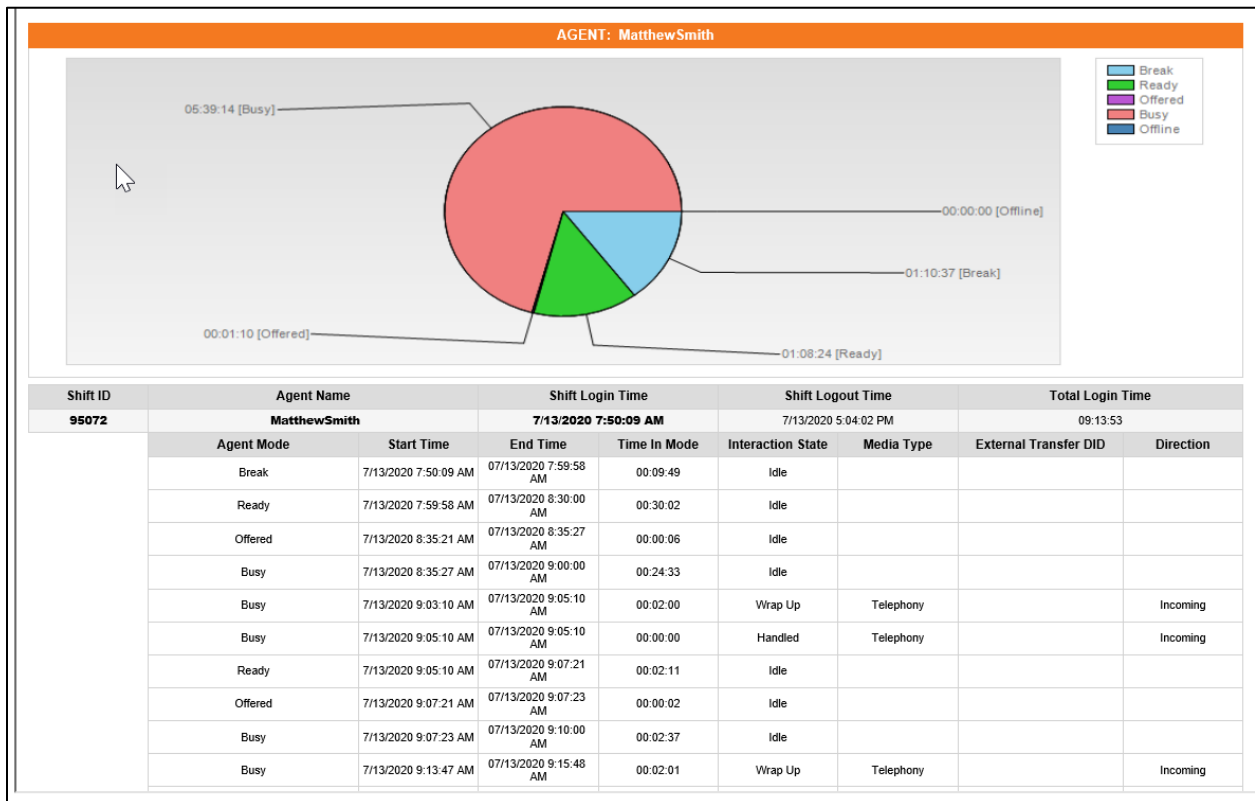 AGENT: MatthewSmith
Break
Ready
Offered
Busy
Offline
05:39:14 [Busy]
00:00:00 [Offline]
01:10:37 [Break]
00:01:10 [Offered]
01:08:24 [Ready]
Shift ID Agent Name Shift Login Time Shift Logout Time Total Login Time
95072 MatthewSmith 7/13/2020 7:50:09 AM 7/13/2020 5:04:02 PM 09:13:53
Agent Mode Start Time End Time Time In Mode Interaction State Media Type External Transfer DID Direction
Break 7/13/2020 7:50:09 AM 07/13/2020 7:59:58 AM 00:09:49 Idle
Ready 7/13/2020 7:59:58 AM 07/13/2020 8:30:00 AM 00:30:02 Idle
Offered 7/13/2020 8:35:21 AM 07/13/2020 8:35:27 AM 00:00:06 Idle
Busy 7/13/2020 8:35:27 AM 07/13/2020 9:00:00 AM 00:24:33 Idle
Busy 7/13/2020 9:03:10 AM 07/13/2020 9:05:10 AM 00:02:00 Wrap Up Telephony Incoming
Busy 7/13/2020 9:05:10 AM 07/13/2020 9:05:10 AM 00:00:00 Handled Telephony Incoming
Ready 7/13/2020 9:05:10 AM 07/13/2020 9:07:21 AM 00:02:11 Idle
Offered 7/13/2020 9:07:21 AM 07/13/2020 9:07:23 AM 00:00:02 Idle
Busy 7/13/2020 9:07:23 AM 07/13/2020 9:10:00 AM 00:02:37 Idle
Busy 7/13/2020 9:13:47 AM 07/13/2020 9:15:48 AM 00:02:01 Wrap Up Telephony Incoming